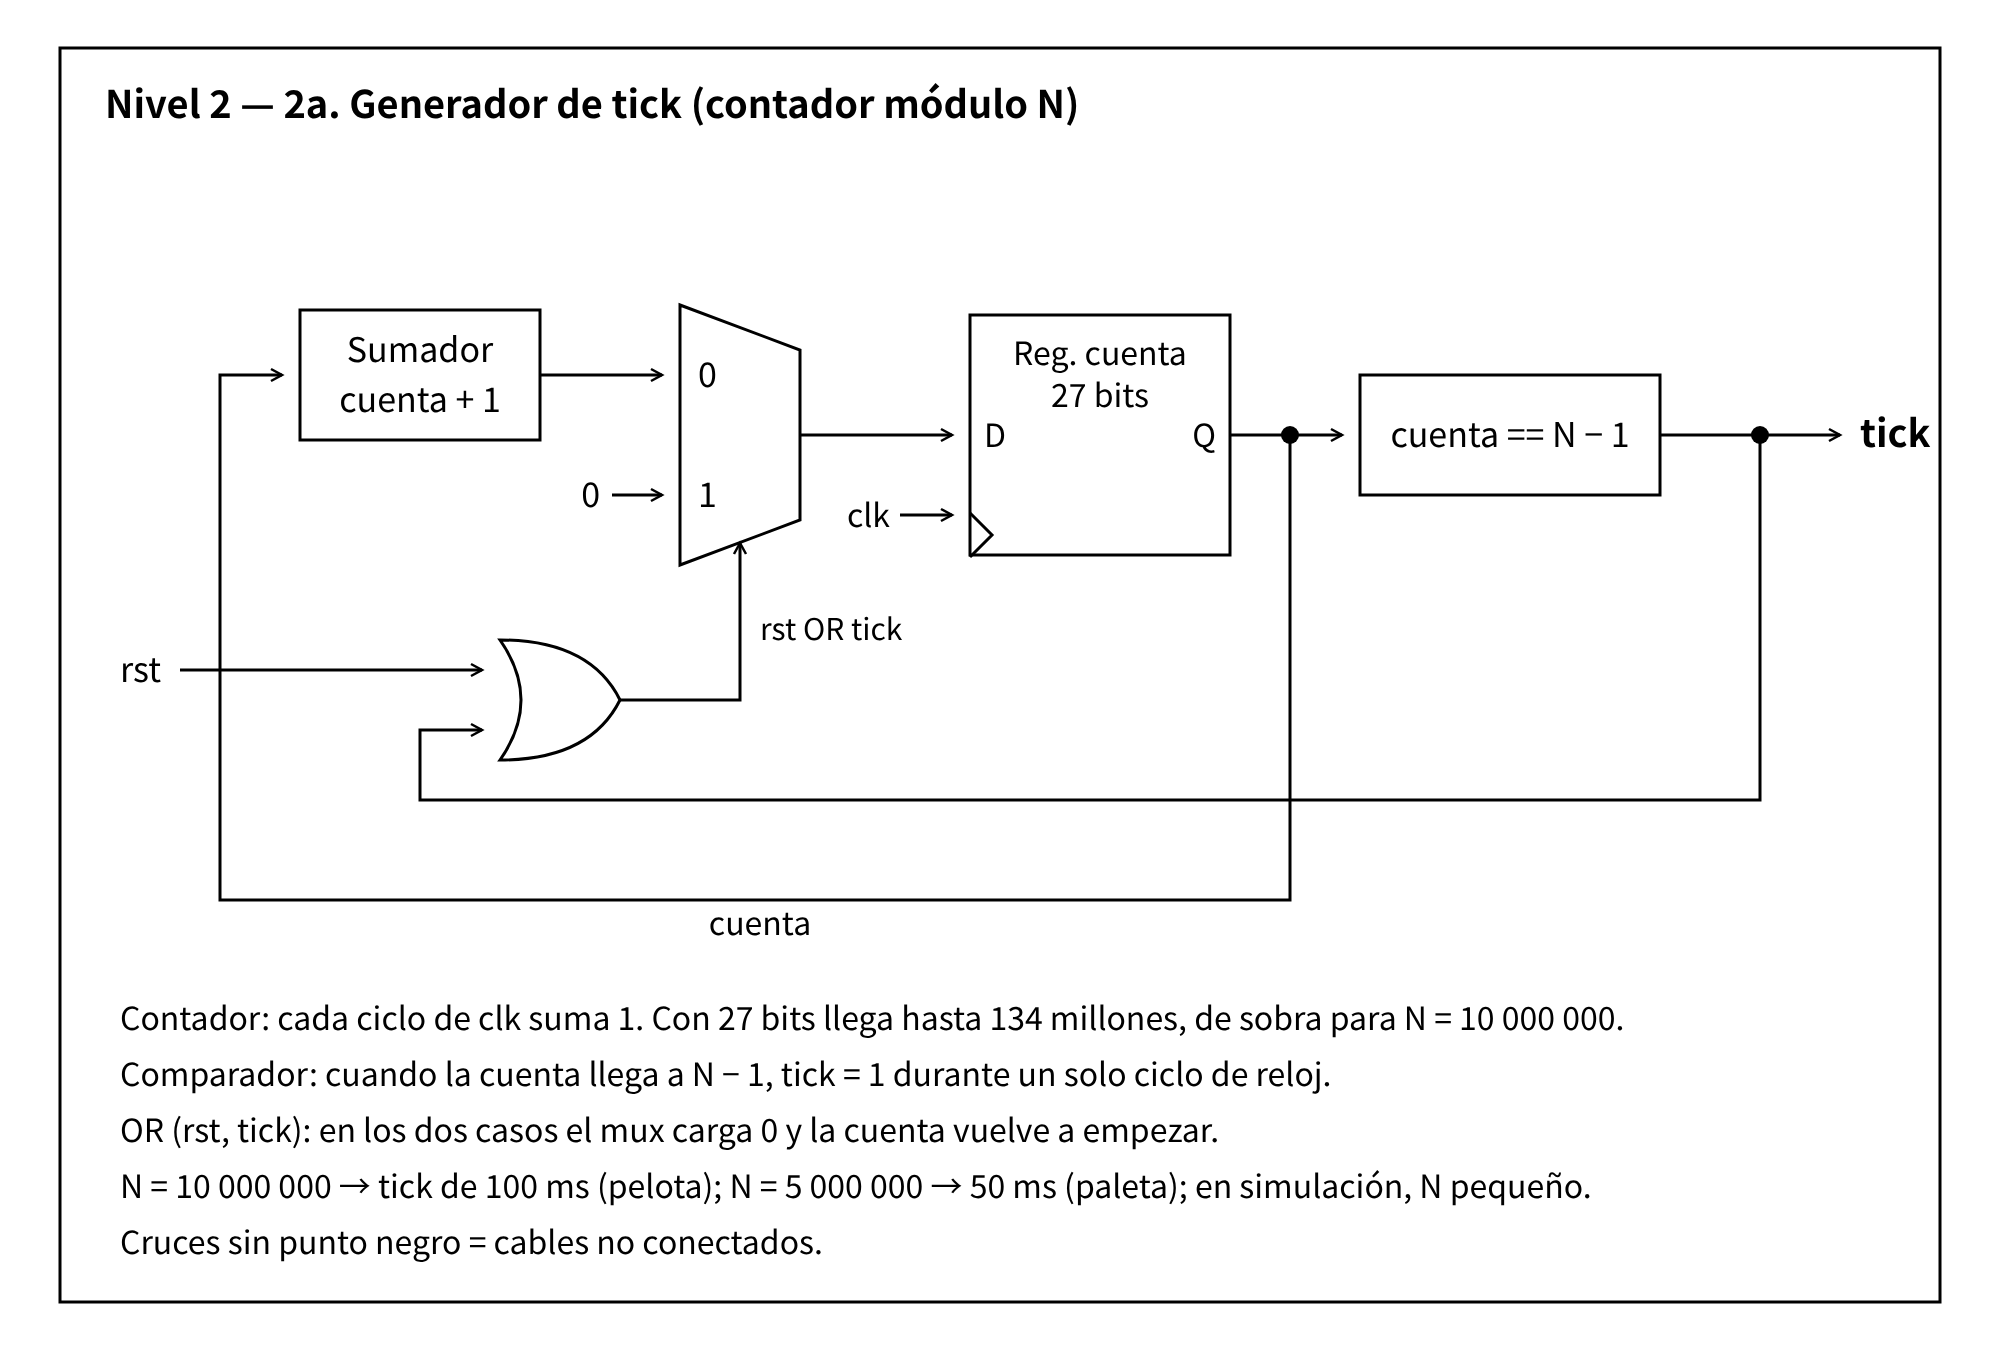 Nivel 2 — 2a. Generador de tick (contador módulo N)
Sumador
cuenta + 1
0
0
1
Reg. cuenta
27 bits
D
Q
clk
cuenta == N − 1
tick
rst OR tick
rst
cuenta
Contador: cada ciclo de clk suma 1. Con 27 bits llega hasta 134 millones, de sobra para N = 10 000 000.
Comparador: cuando la cuenta llega a N − 1, tick = 1 durante un solo ciclo de reloj.
OR (rst, tick): en los dos casos el mux carga 0 y la cuenta vuelve a empezar.
N = 10 000 000 → tick de 100 ms (pelota); N = 5 000 000 → 50 ms (paleta); en simulación, N pequeño.
Cruces sin punto negro = cables no conectados.